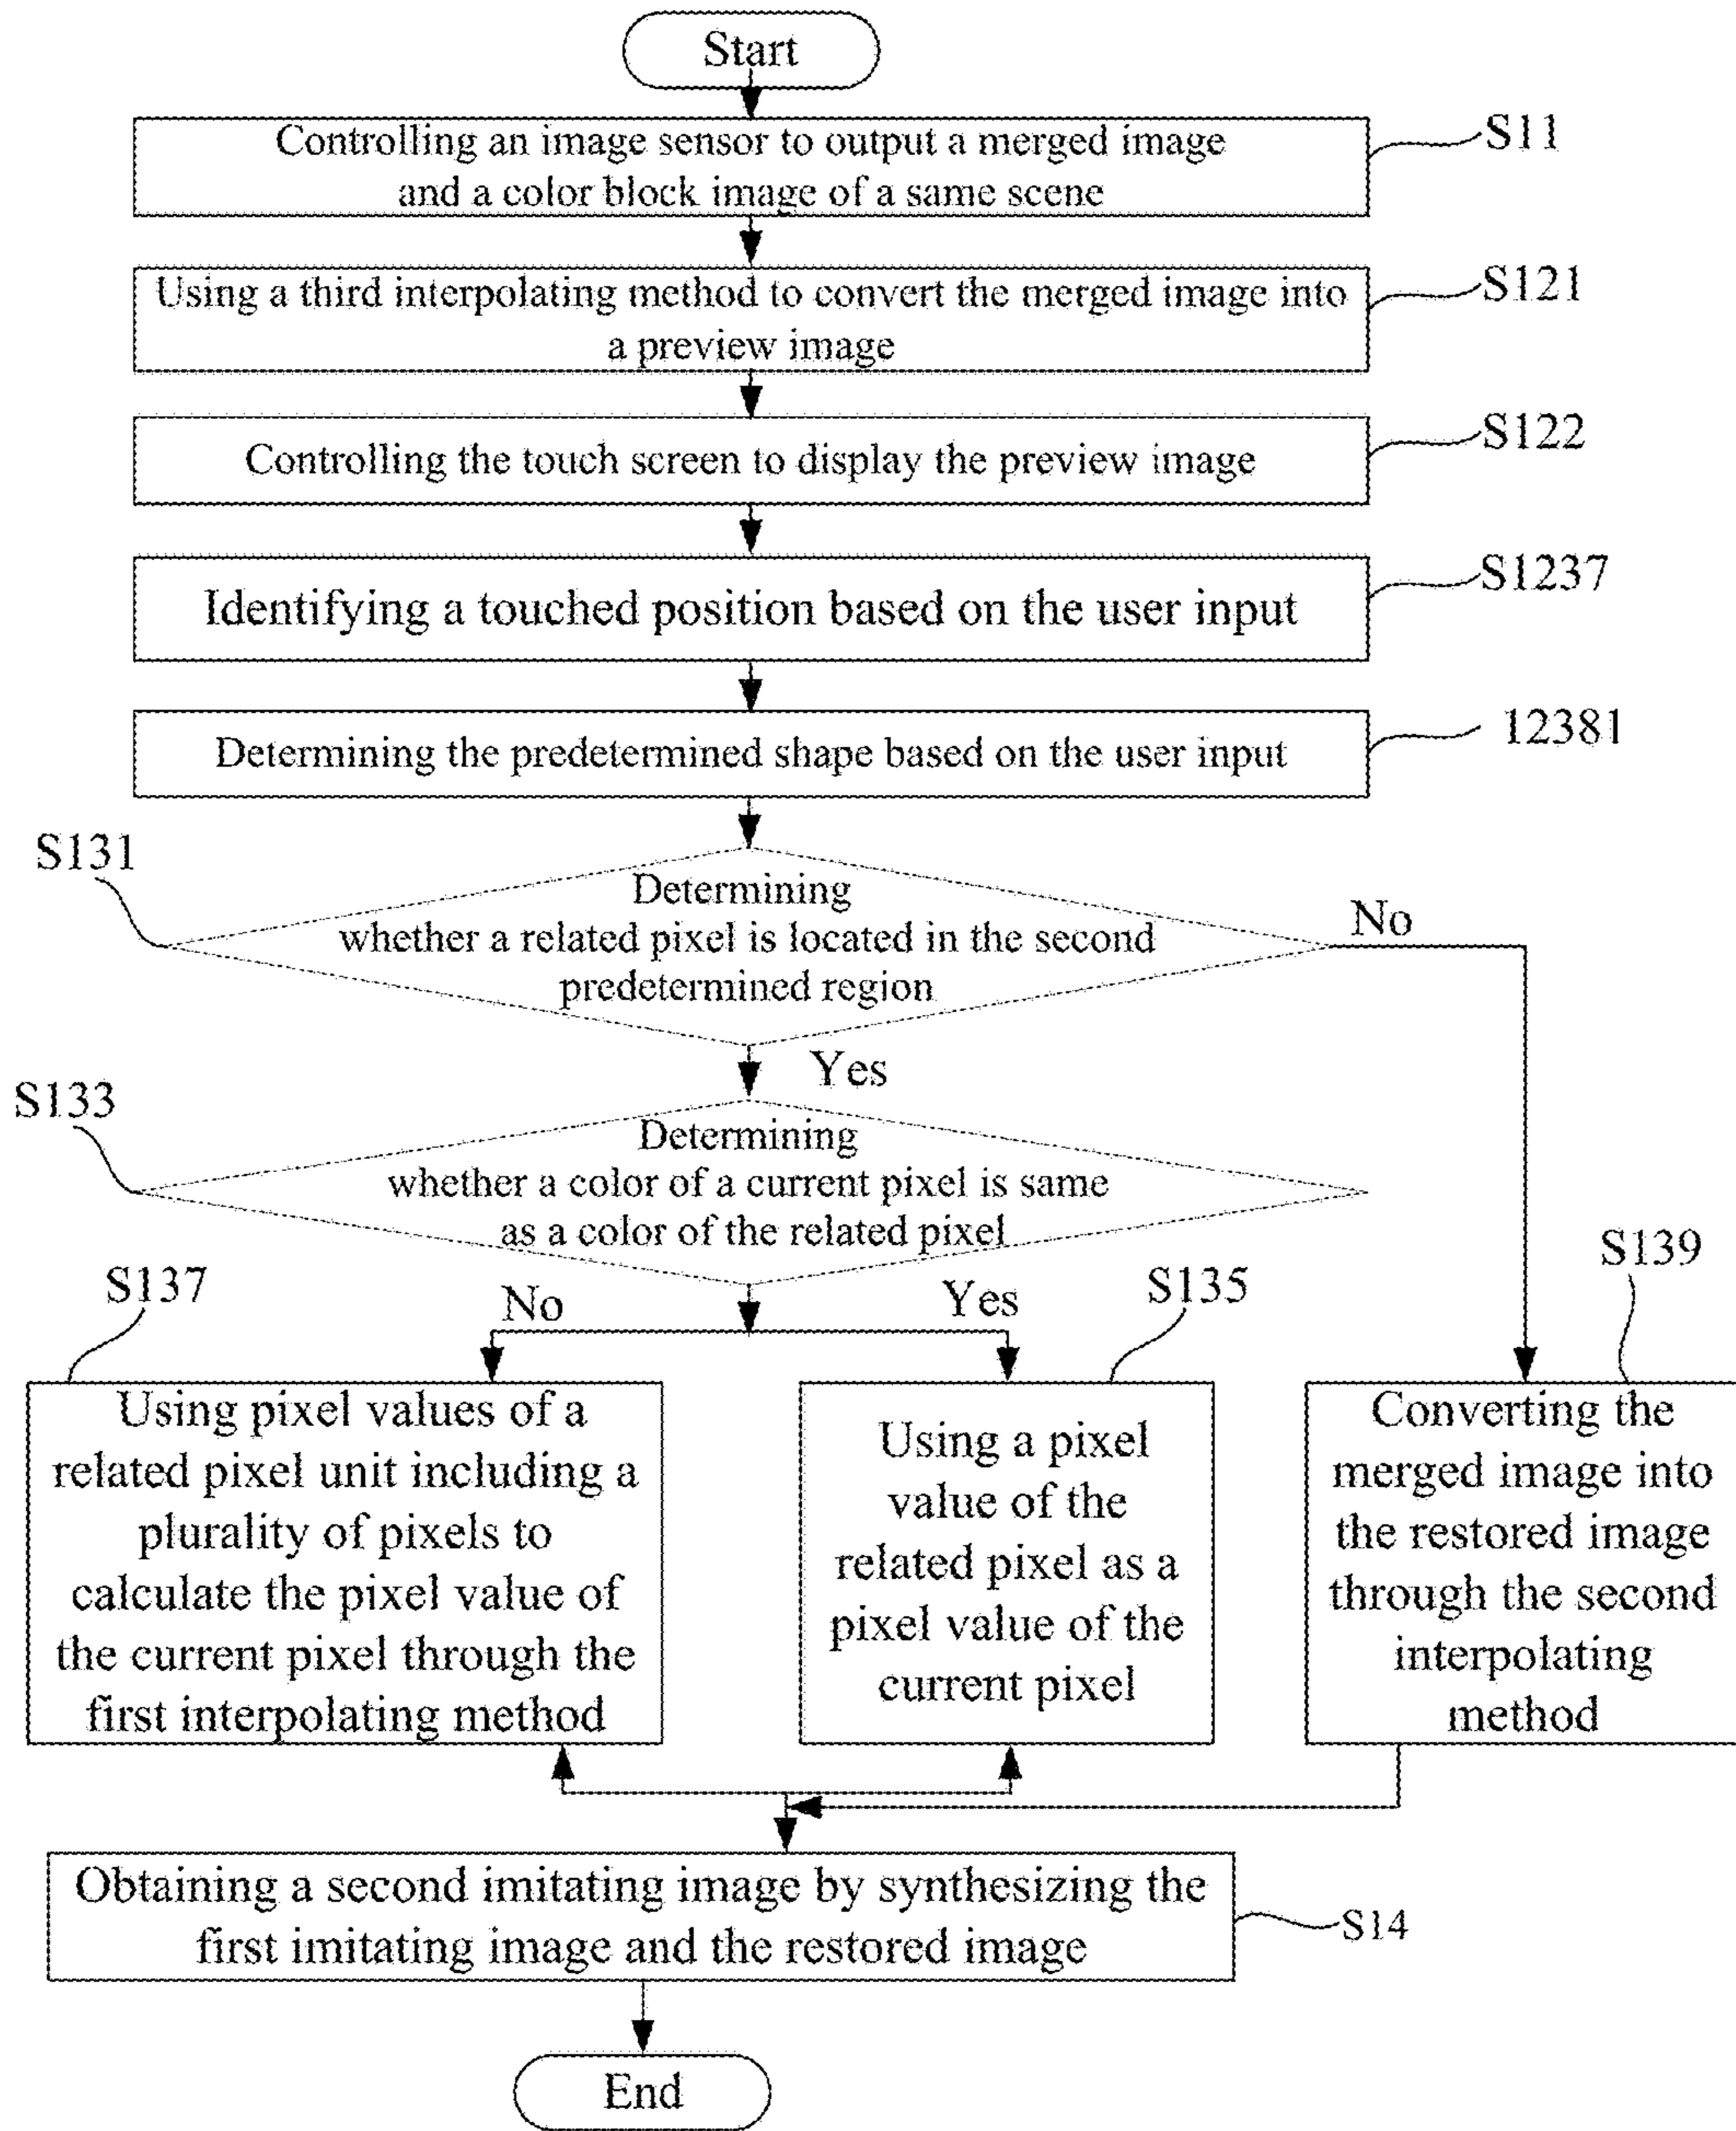 Start
Controlling an image sensor to output a merged image
and a color block image of a same scene
S11
Using a third interpolating method to convert the merged image into
a preview image
S121
Controlling the touch screen to display the preview image
S122
Identifying a touched position based on the user input
S1237
Determining the predetermined shape based on the user input
12381
S131
Determining
whether a related pixel is located in the second
predetermined region
No
Yes
S133
Determining
whether a color of a current pixel is same
as a color of the related pixel
S137
No
Yes
S135
S139
Using pixel values of a
related pixel unit including a
plurality of pixels to
calculate the pixel value of
the current pixel through the
first interpolating method
Using a pixel
value of the
related pixel as a
pixel value of the
current pixel
Converting the
merged image into
the restored image
through the second
interpolating
method
Obtaining a second imitating image by synthesizing the
first imitating image and the restored image
S14
End